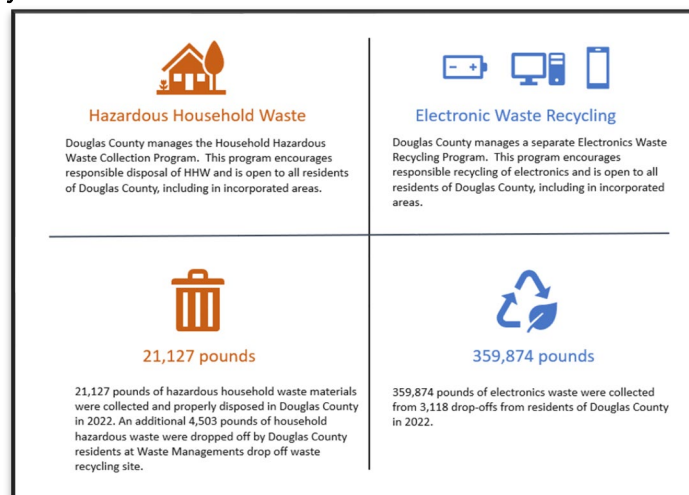 Hazardous Household Waste
Douglas County manages the Household Hazardous
Waste Collection Program. This program encourages
responsible disposal of HHW and is open to all residents
of Douglas County, including in incorporated areas.
Electronic Waste Recycling
Douglas County manages a separate Electronics Waste
Recycling Program. This program encourages
responsible recycling of electronics and is open to all
residents of Douglas County, including in incorporated
areas.
21,127 pounds
21,127 pounds of hazardous household waste materials
were collected and properly disposed in Douglas County
in 2022. An additional 4,503 pounds of household
hazardous waste were dropped off by Douglas County
residents at Waste Managements drop off waste
recycling site.
359,874 pounds
359,874 pounds of electronics waste were collected
from 3,118 drop-offs from residents of Douglas County
in 2022.